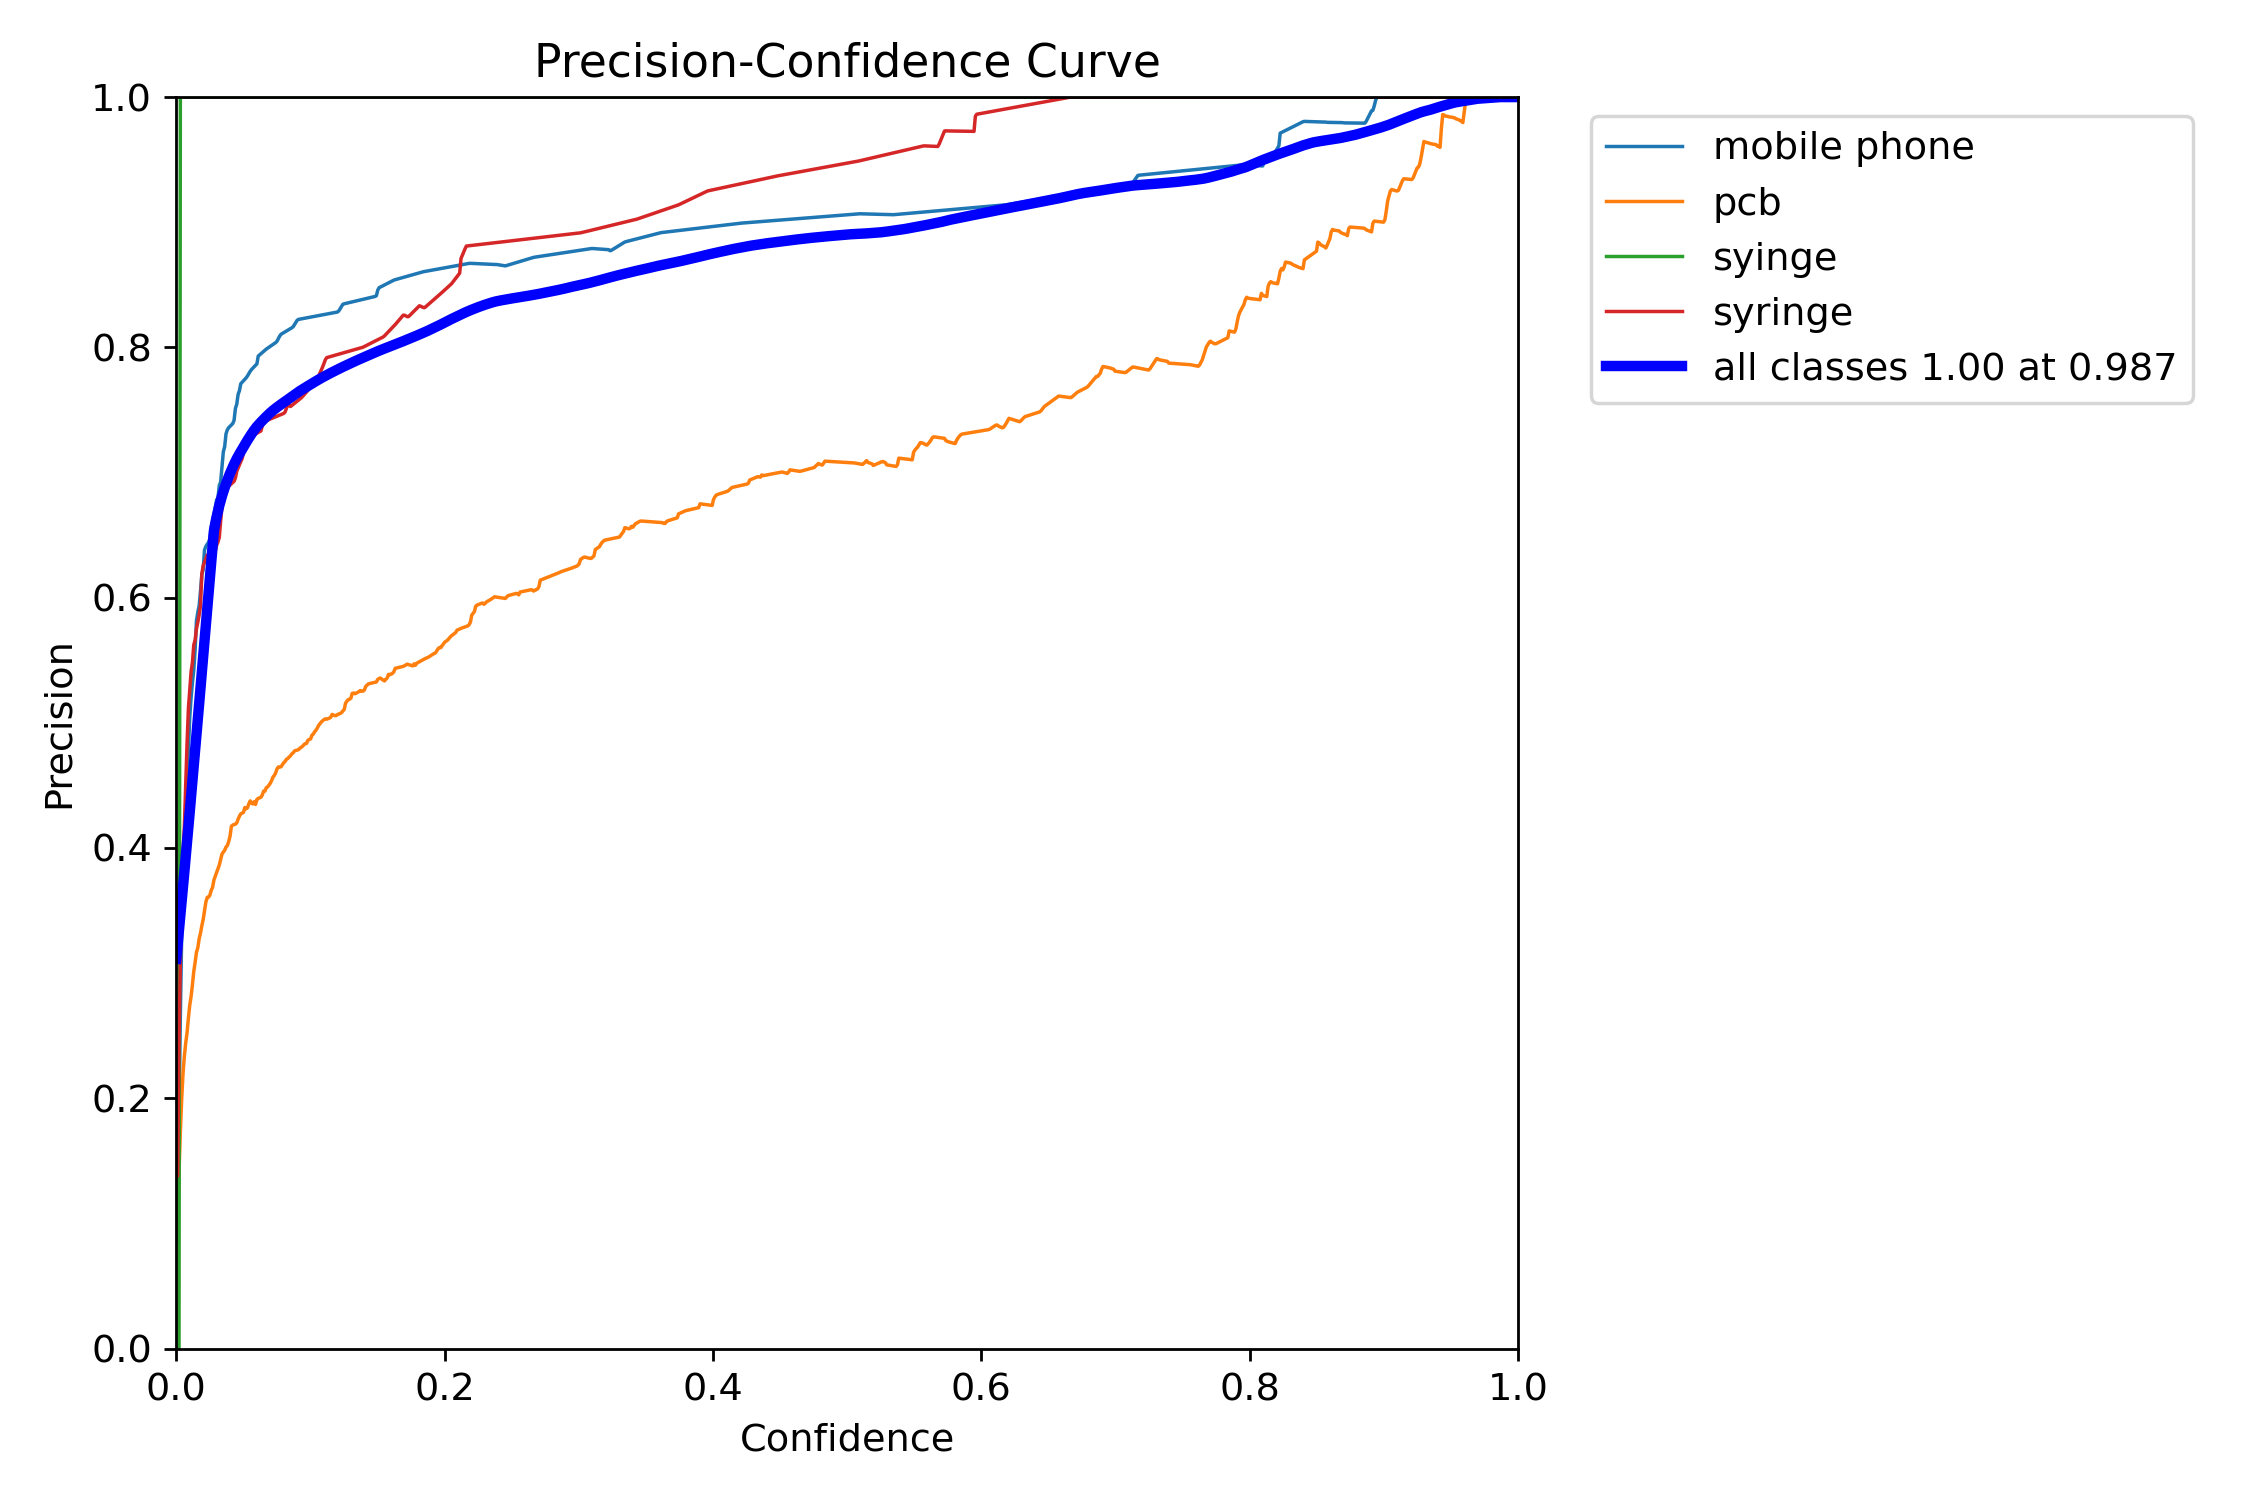 Precision-Confidence Curve
1.0
0.8
0.6
0.4
0.2
0.0
Precision
0.0 0.2 0.4 0.6 0.8 1.0
Confidence
mobile phone
pcb
syinge
syringe
all classes 1.00 at 0.987